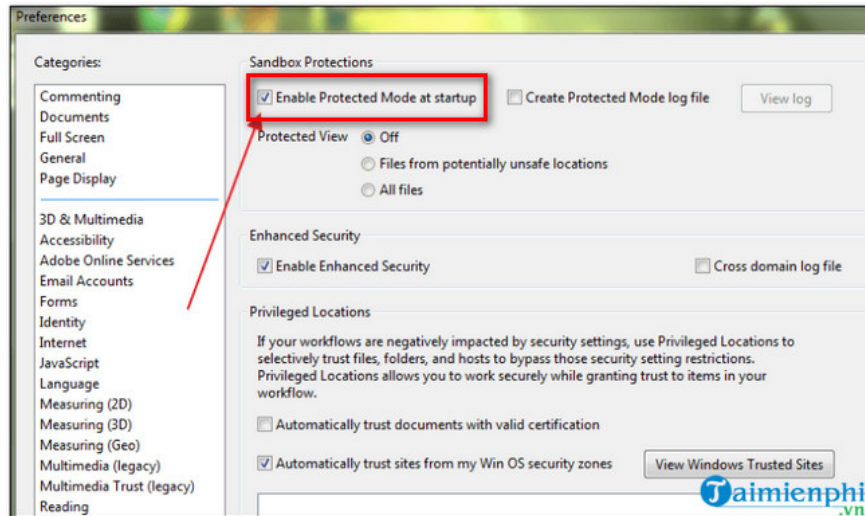 Preferences
Categories:
Commenting
Documents
Full Screen
General
Page Display
3D & Multimedia
Accessibility
Adobe Online Services
Email Accounts
Forms
Identity
Internet
JavaScript
Language
Measuring (2D)
Measuring (3D)
Measuring (Geo)
Multimedia (legacy)
Multimedia Trust (legacy)
Reading
Sandbox Protections
Enable Protected Mode at startup
Create Protected Mode log file
View log
Protected View
Off
Files from potentially unsafe locations
All files
Enhanced Security
Enable Enhanced Security
Cross domain log file
Privileged Locations
If your workflows are negatively impacted by security settings, use Privileged Locations to
selectively trust files, folders, and hosts to bypass those security setting restrictions.
Privileged Locations allows you to work securely while granting trust to items in your
workflow.
Automatically trust documents with valid certification
Automatically trust sites from my Win OS security zones
View Windows Trusted Sites
Taimienphi
.vn